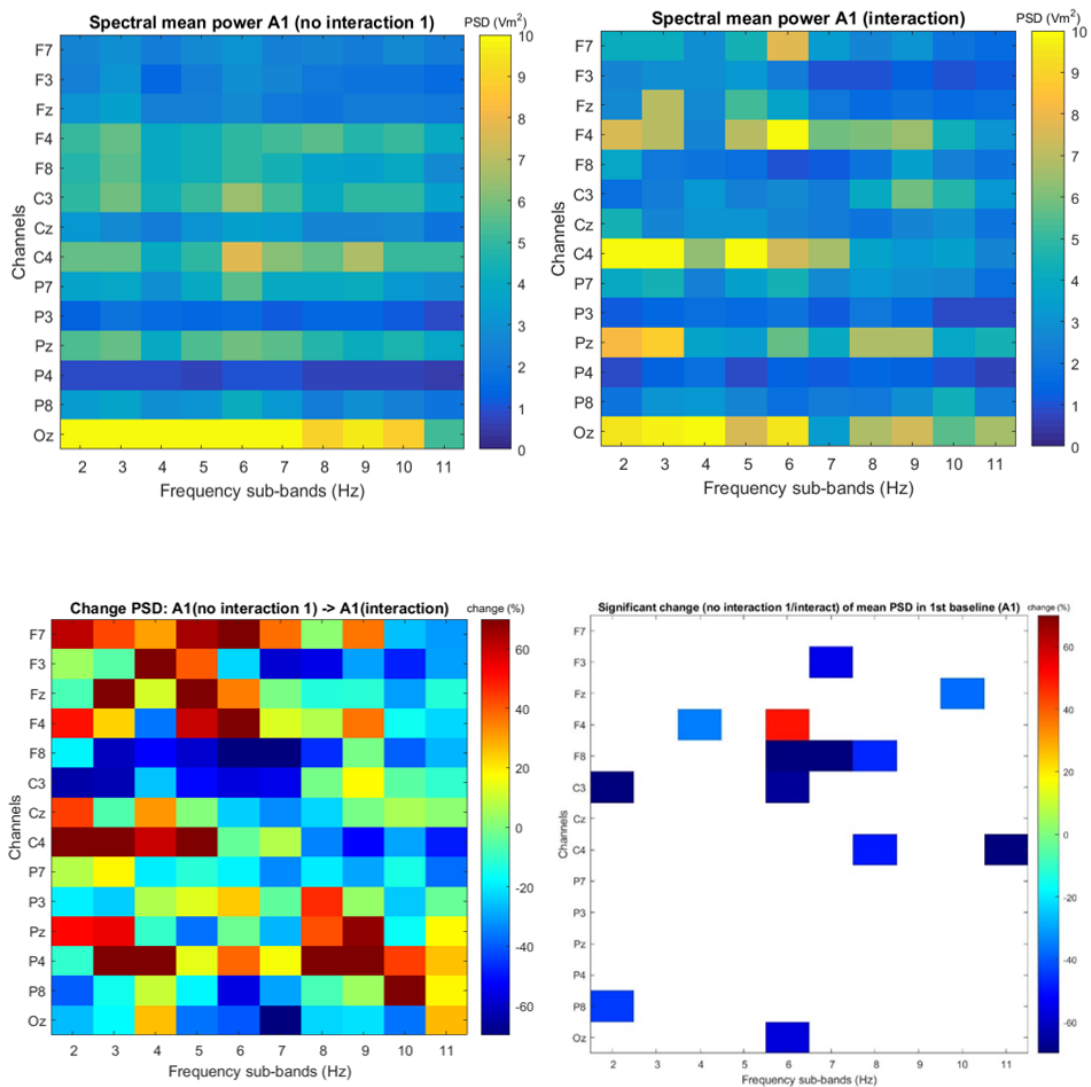 Spectral mean power A1 (no interaction 1)
PSD (Vm²)
F7
F3
Fz
F4
F8
C3
Cz
C4
P7
P3
Pz
P4
P8
Oz
Channels
2 3 4 5 6 7 8 9 10 11
Frequency sub-bands (Hz)
10
9
8
7
6
5
4
3
2
1
0
Spectral mean power A1 (interaction)
PSD (Vm²)
F7
F3
Fz
F4
F8
C3
Cz
C4
P7
P3
Pz
P4
P8
Oz
Channels
2 3 4 5 6 7 8 9 10 11
Frequency sub-bands (Hz)
10
9
8
7
6
5
4
3
2
1
0
Change PSD: A1(no interaction 1) -> A1(interaction)
change (%)
F7
F3
Fz
F4
F8
C3
Cz
C4
P7
P3
Pz
P4
P8
Oz
Channels
2 3 4 5 6 7 8 9 10 11
Frequency sub-bands (Hz)
60
40
20
0
-20
-40
-60
Significant change (no interaction 1/interact) of mean PSD in 1st baseline (A1)
change (%)
F7
F3
Fz
F4
F8
C3
Cz
C4
P7
P3
Pz
P4
P8
Oz
Channels
2 3 4 5 6 7 8 9 10 11
Frequency sub-bands (Hz)
60
40
20
0
-20
-40
-60